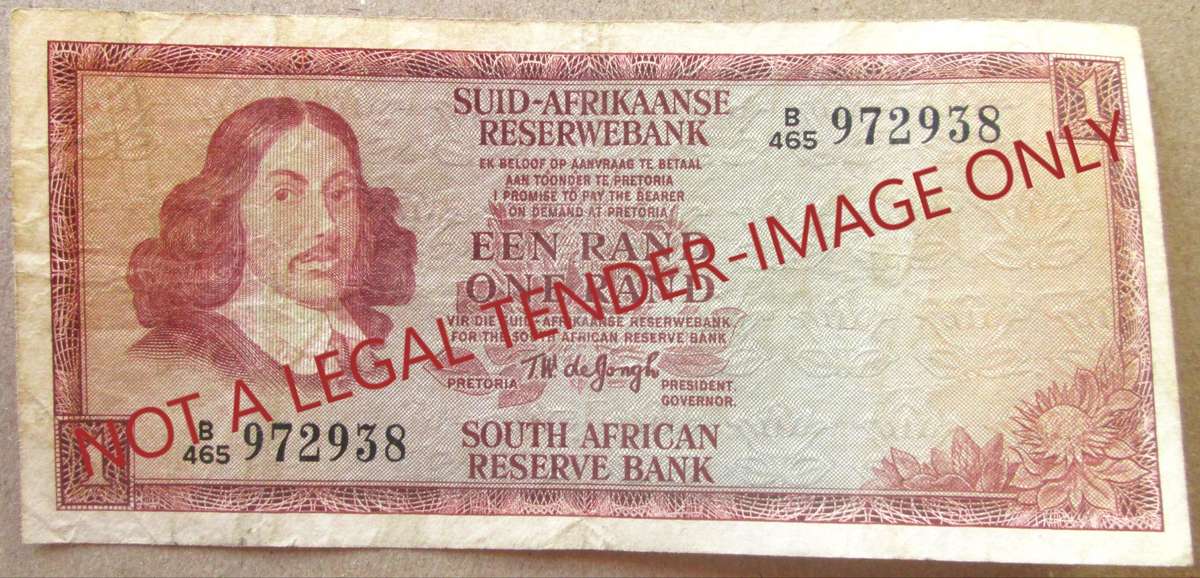 1
SUID-AFRIKAANSE
RESERWEBANK
B
465 972938
EK BELOOF OP AANVRAAG TE BETAAL
AAN TOONDER TE PRETORIA
I PROMISE TO PAY THE BEARER
ON DEMAND AT PRETORIA
EEN RAND
ONE RAND
VIR DIE SUID-AFRIKAANSE RESERWEBANK.
FOR THE SOUTH AFRICAN RESERVE BANK
TW de Jongh
PRETORIA PRESIDENT.
GOVERNOR.
B
465 972938
SOUTH AFRICAN
RESERVE BANK
1
NOT A LEGAL TENDER-IMAGE ONLY